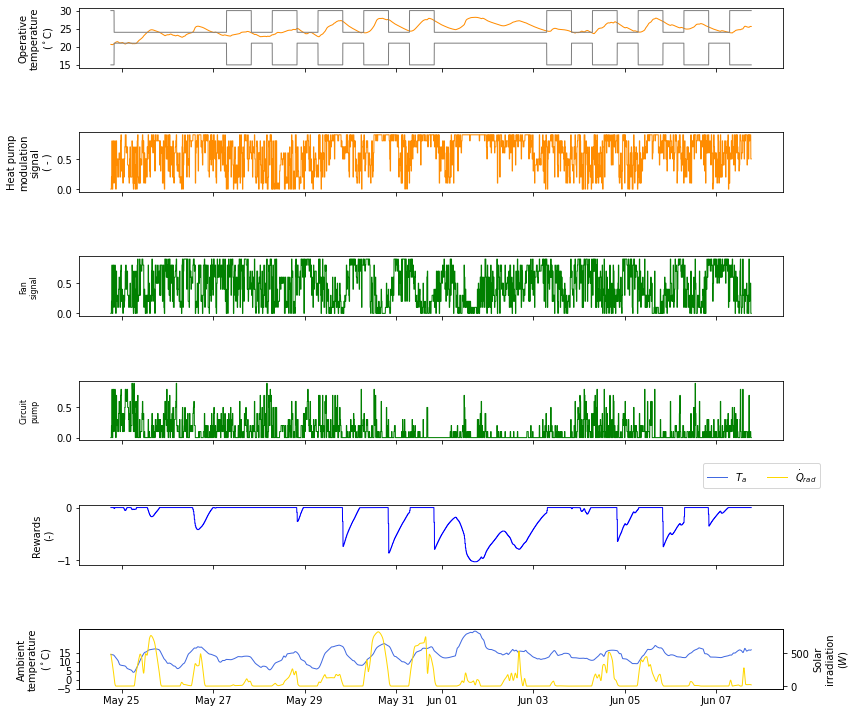 Operative
temperature
(°C)
30
25
20
15
Heat pump
modulation
signal
( - )
0.5
0.0
Fan
signal
0.5
0.0
Circuit
pump
0.5
0.0
T_a
Q̇_rad
Rewards
(-)
0
−1
Ambient
temperature
(°C)
15
10
5
0
−5
500
0
Solar
irradiation
(W)
May 25
May 27
May 29
May 31
Jun 01
Jun 03
Jun 05
Jun 07